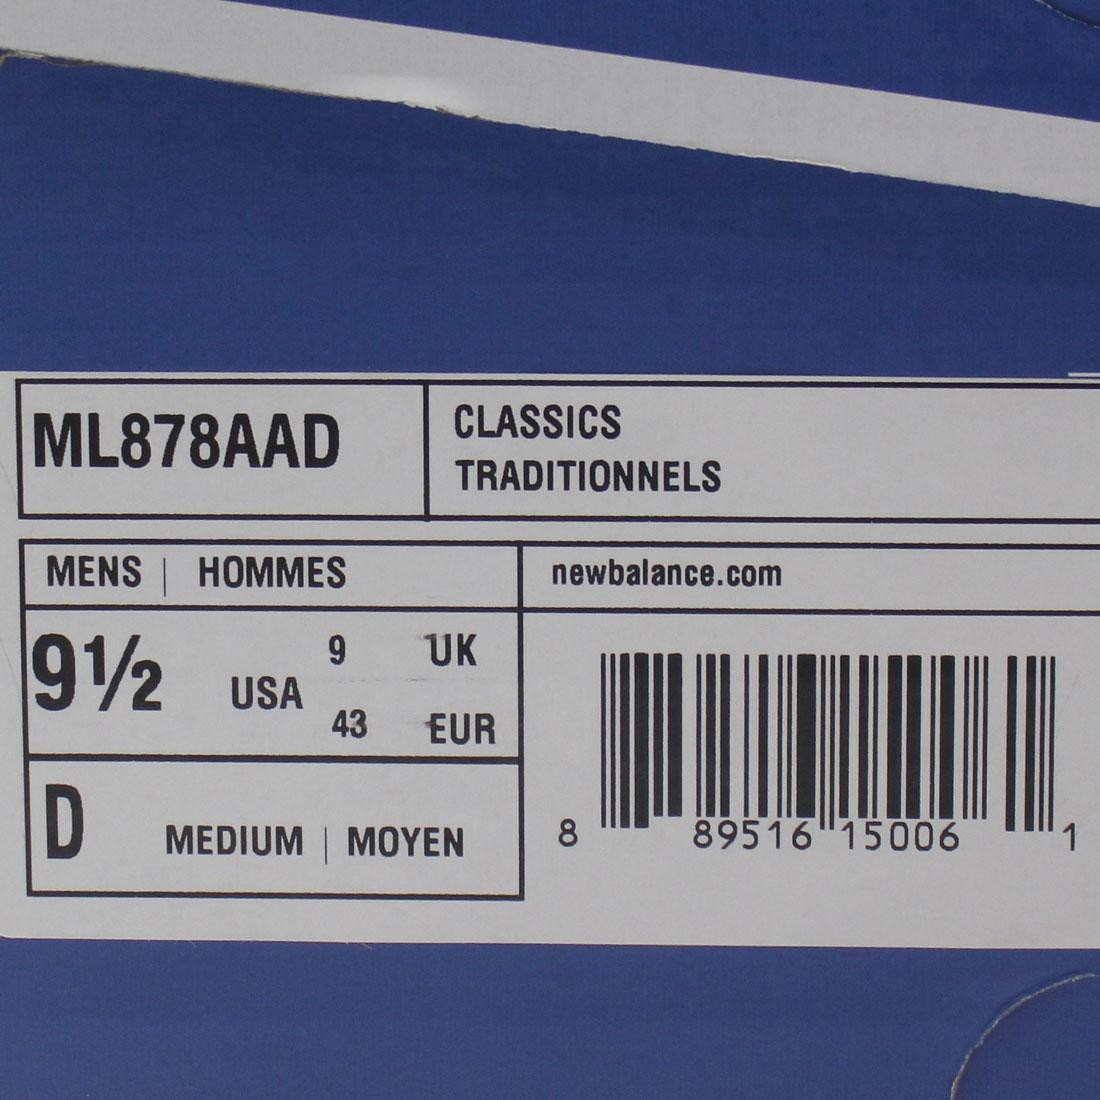 ML878AAD
CLASSICS
TRADITIONNELS
MENS | HOMMES
newbalance.com
9½ USA
9 UK
43 EUR
D MEDIUM | MOYEN
8 89516 15006 1